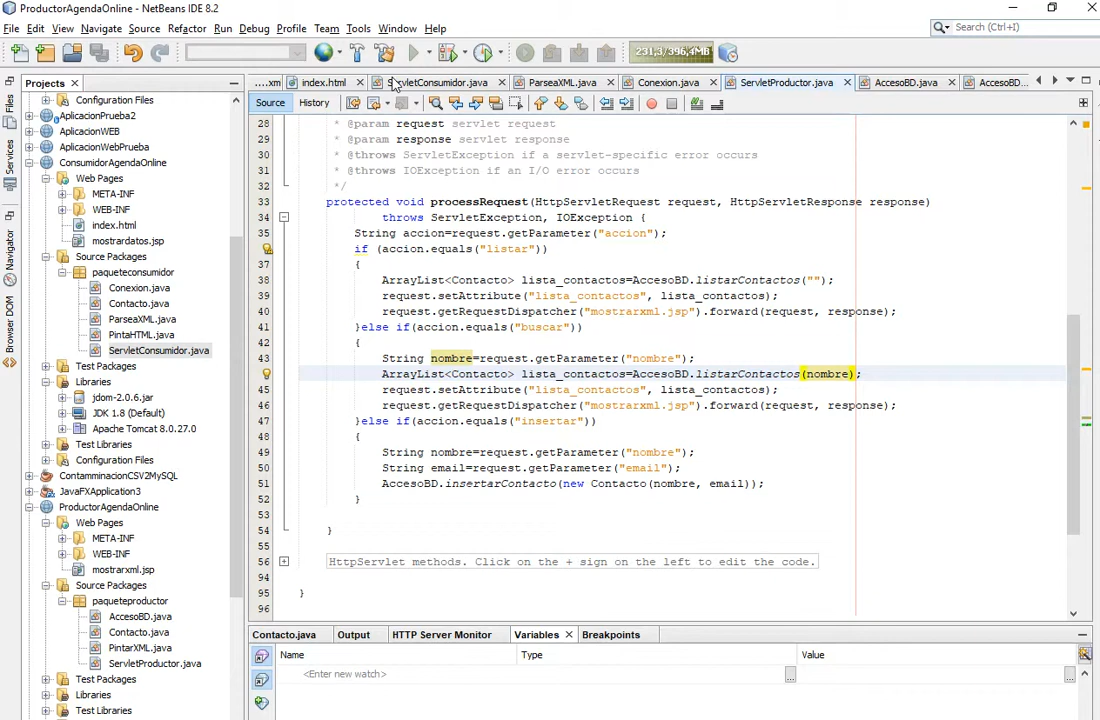 ProductorAgendaOnline - NetBeans IDE 8.2
File Edit View Navigate Source Refactor Run Debug Profile Team Tools Window Help
Search (Ctrl+I)
231,3/396,4MB
Projects
....xm index.html ServletConsumidor.java ParseaXML.java Conexion.java ServletProductor.java AccesoBD.java AccesoBD...
Source History
Files
Services
Navigator
Browser DOM
Configuration Files
AplicacionPrueba2
AplicacionWEB
AplicacionWebPrueba
ConsumidorAgendaOnline
Web Pages
META-INF
WEB-INF
index.html
mostrardatos.jsp
Source Packages
paqueteconsumidor
Conexion.java
Contacto.java
ParseaXML.java
PintaHTML.java
ServletConsumidor.java
Test Packages
Libraries
jdom-2.0.6.jar
JDK 1.8 (Default)
Apache Tomcat 8.0.27.0
Test Libraries
Configuration Files
ContamminacionCSV2MySQL
JavaFXApplication3
ProductorAgendaOnline
Web Pages
META-INF
WEB-INF
mostrarxml.jsp
Source Packages
paqueteproductor
AccesoBD.java
Contacto.java
PintarXML.java
ServletProductor.java
Test Packages
Libraries
Test Libraries
28 * @param request servlet request
29 * @param response servlet response
30 * @throws ServletException if a servlet-specific error occurs
31 * @throws IOException if an I/O error occurs
32 */
33 protected void processRequest(HttpServletRequest request, HttpServletResponse response)
34 throws ServletException, IOException {
35 String accion=request.getParameter("accion");
if (accion.equals("listar"))
37 {
38 ArrayList<Contacto> lista_contactos=AccesoBD.listarContactos("");
39 request.setAttribute("lista_contactos", lista_contactos);
40 request.getRequestDispatcher("mostrarxml.jsp").forward(request, response);
41 }else if(accion.equals("buscar"))
42 {
43 String nombre=request.getParameter("nombre");
ArrayList<Contacto> lista_contactos=AccesoBD.listarContactos(nombre);
45 request.setAttribute("lista_contactos", lista_contactos);
46 request.getRequestDispatcher("mostrarxml.jsp").forward(request, response);
47 }else if(accion.equals("insertar"))
48 {
49 String nombre=request.getParameter("nombre");
50 String email=request.getParameter("email");
51 AccesoBD.insertarContacto(new Contacto(nombre, email));
52 }
53
54 }
55
56 HttpServlet methods. Click on the + sign on the left to edit the code.
94
95 }
96
Contacto.java Output HTTP Server Monitor Variables Breakpoints
Name Type Value
<Enter new watch> ... ...